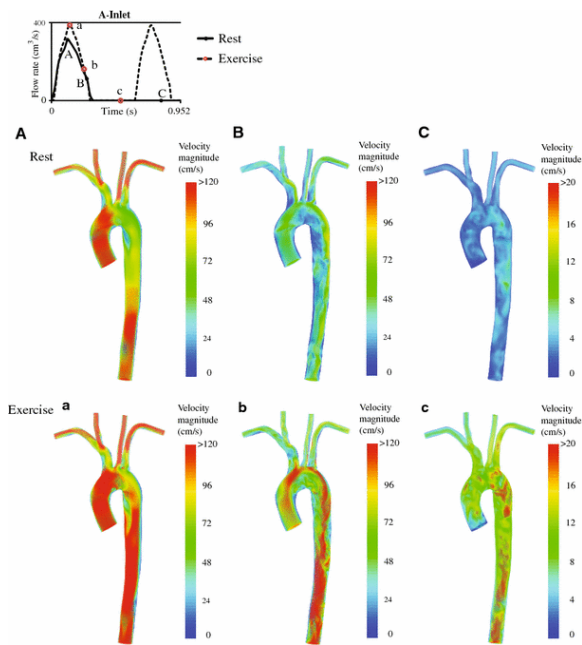 A-Inlet
400
Flow rate (cm³/s)
0
a
A
b
B
c
C
0
Time (s)
0.952
Rest
Exercise
A
B
C
Rest
Velocity
magnitude
(cm/s)
>120
96
72
48
24
0
Velocity
magnitude
(cm/s)
>120
96
72
48
24
0
Velocity
magnitude
(cm/s)
>20
16
12
8
4
0
Exercise
a
b
c
Velocity
magnitude
(cm/s)
>120
96
72
48
24
0
Velocity
magnitude
(cm/s)
>120
96
72
48
24
0
Velocity
magnitude
(cm/s)
>20
16
12
8
4
0